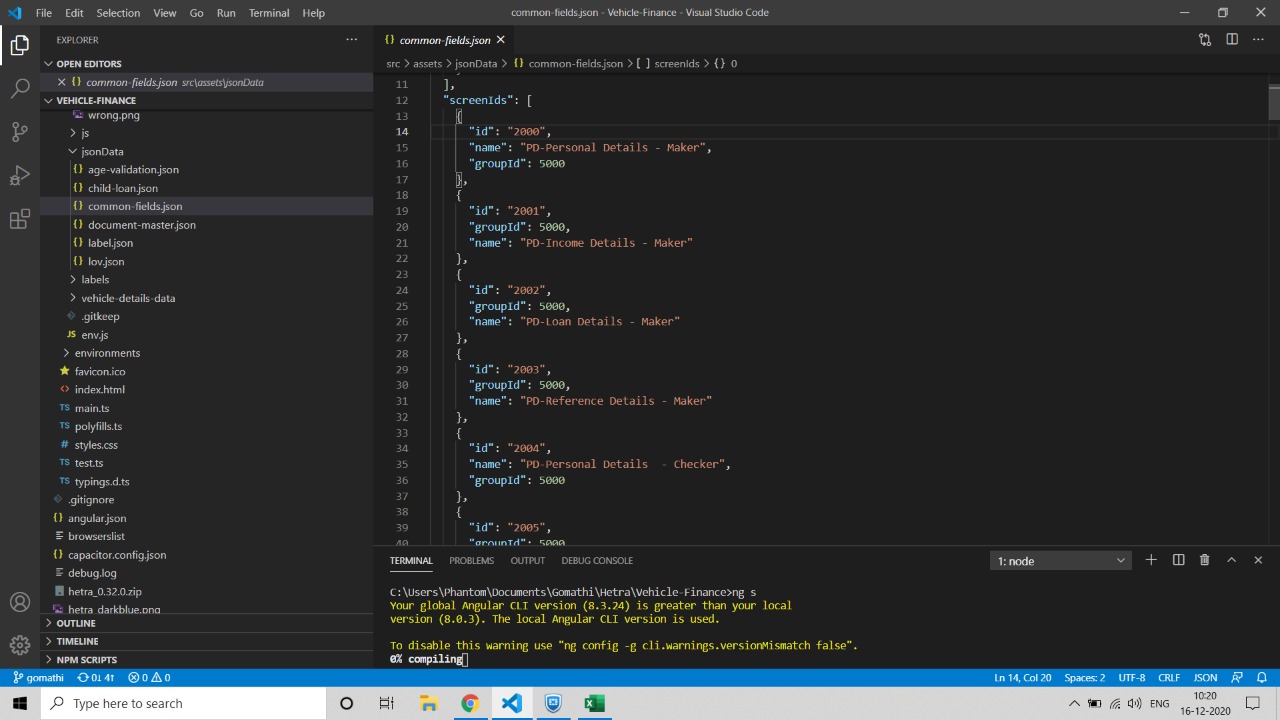 File Edit Selection View Go Run Terminal Help
common-fields.json - Vehicle-Finance - Visual Studio Code
EXPLORER
OPEN EDITORS
common-fields.json src\assets\jsonData
VEHICLE-FINANCE
wrong.png
js
jsonData
age-validation.json
child-loan.json
common-fields.json
document-master.json
label.json
lov.json
labels
vehicle-details-data
.gitkeep
JS env.js
environments
favicon.ico
index.html
TS main.ts
TS polyfills.ts
# styles.css
TS test.ts
TS typings.d.ts
.gitignore
{} angular.json
browserslist
{} capacitor.config.json
debug.log
hetra_0.32.0.zip
hetra_darkblue.png
OUTLINE
TIMELINE
NPM SCRIPTS
{} common-fields.json
src > assets > jsonData > {} common-fields.json > [ ] screenIds > {} 0
11 ],
12 "screenIds": [
13 {
14 "id": "2000",
15 "name": "PD-Personal Details - Maker",
16 "groupId": 5000
17 },
18 {
19 "id": "2001",
20 "groupId": 5000,
21 "name": "PD-Income Details - Maker"
22 },
23 {
24 "id": "2002",
25 "groupId": 5000,
26 "name": "PD-Loan Details - Maker"
27 },
28 {
29 "id": "2003",
30 "groupId": 5000,
31 "name": "PD-Reference Details - Maker"
32 },
33 {
34 "id": "2004",
35 "name": "PD-Personal Details  - Checker",
36 "groupId": 5000
37 },
38 {
39 "id": "2005",
40 "groupId": 5000,
TERMINAL PROBLEMS OUTPUT DEBUG CONSOLE
1: node
C:\Users\Phantom\Documents\Gomathi\Hetra\Vehicle-Finance>ng s
Your global Angular CLI version (8.3.24) is greater than your local
version (8.0.3). The local Angular CLI version is used.
To disable this warning use "ng config -g cli.warnings.versionMismatch false".
0% compiling
gomathi 0↓ 4↑ 0 0
Ln 14, Col 20 Spaces: 2 UTF-8 CRLF JSON
Type here to search
ENG
10:20
16-12-2020